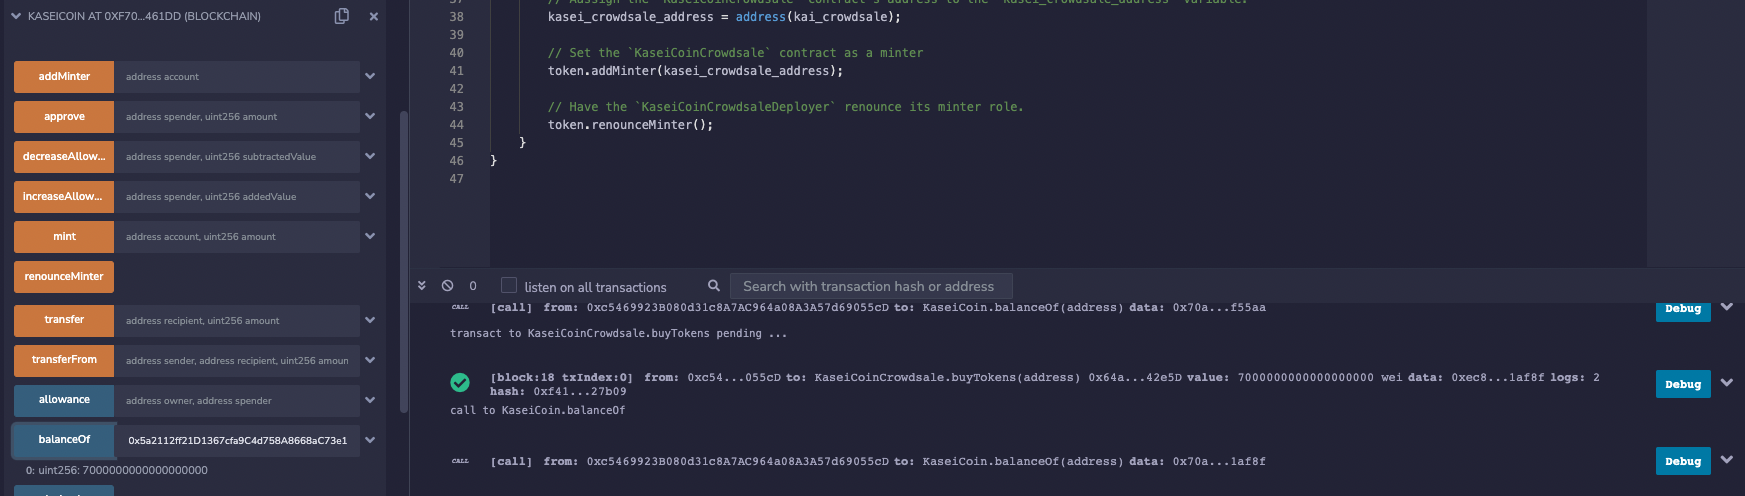 KASEICOIN AT 0XF70...461DD (BLOCKCHAIN)
addMinter address account
approve address spender, uint256 amount
decreaseAllow... address spender, uint256 subtractedValue
increaseAllow... address spender, uint256 addedValue
mint address account, uint256 amount
renounceMinter
transfer address recipient, uint256 amount
transferFrom address sender, address recipient, uint256 amoun
allowance address owner, address spender
balanceOf 0x5a2112ff21D1367cfa9C4d758A8668aC73e1
0: uint256: 7000000000000000000
38 kasei_crowdsale_address = address(kai_crowdsale);
39
40 // Set the `KaseiCoinCrowdsale` contract as a minter
41 token.addMinter(kasei_crowdsale_address);
42
43 // Have the `KaseiCoinCrowdsaleDeployer` renounce its minter role.
44 token.renounceMinter();
45 }
46 }
47
0 listen on all transactions Search with transaction hash or address
CALL [call] from: 0xc5469923B080d31c8A7AC964a08A3A57d69055cD to: KaseiCoin.balanceOf(address) data: 0x70a...f55aa Debug
transact to KaseiCoinCrowdsale.buyTokens pending ...
[block:18 txIndex:0] from: 0xc54...055cD to: KaseiCoinCrowdsale.buyTokens(address) 0x64a...42e5D value: 7000000000000000000 wei data: 0xec8...1af8f logs: 2
hash: 0xf41...27b09 Debug
call to KaseiCoin.balanceOf
CALL [call] from: 0xc5469923B080d31c8A7AC964a08A3A57d69055cD to: KaseiCoin.balanceOf(address) data: 0x70a...1af8f Debug